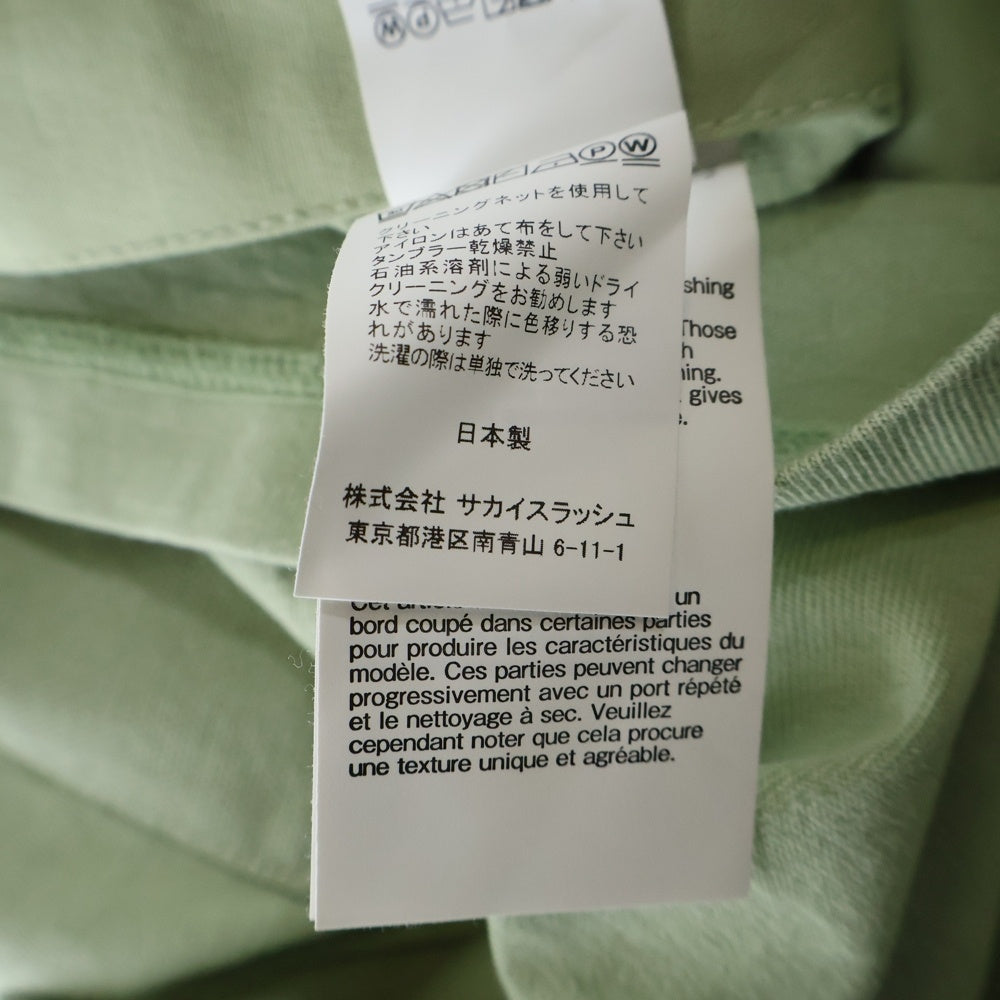 クリーニングネットを使用して
下さい
アイロンはあて布をして下さい
タンブラー乾燥禁止
石油系溶剤による弱いドライ
クリーニングをお勧めします
水で濡れた際に色移りする恐
れがあります
洗濯の際は単独で洗ってください
日本製
株式会社 サカイスラッシュ
東京都港区南青山 6-11-1
shing
Those
h
ning.
gives
e.
Cet un
bord coupé dans certaines parties
pour produire les caractéristiques du
modèle. Ces parties peuvent changer
progressivement avec un port répété
et le nettoyage à sec. Veuillez
cependant noter que cela procure
une texture unique et agréable.